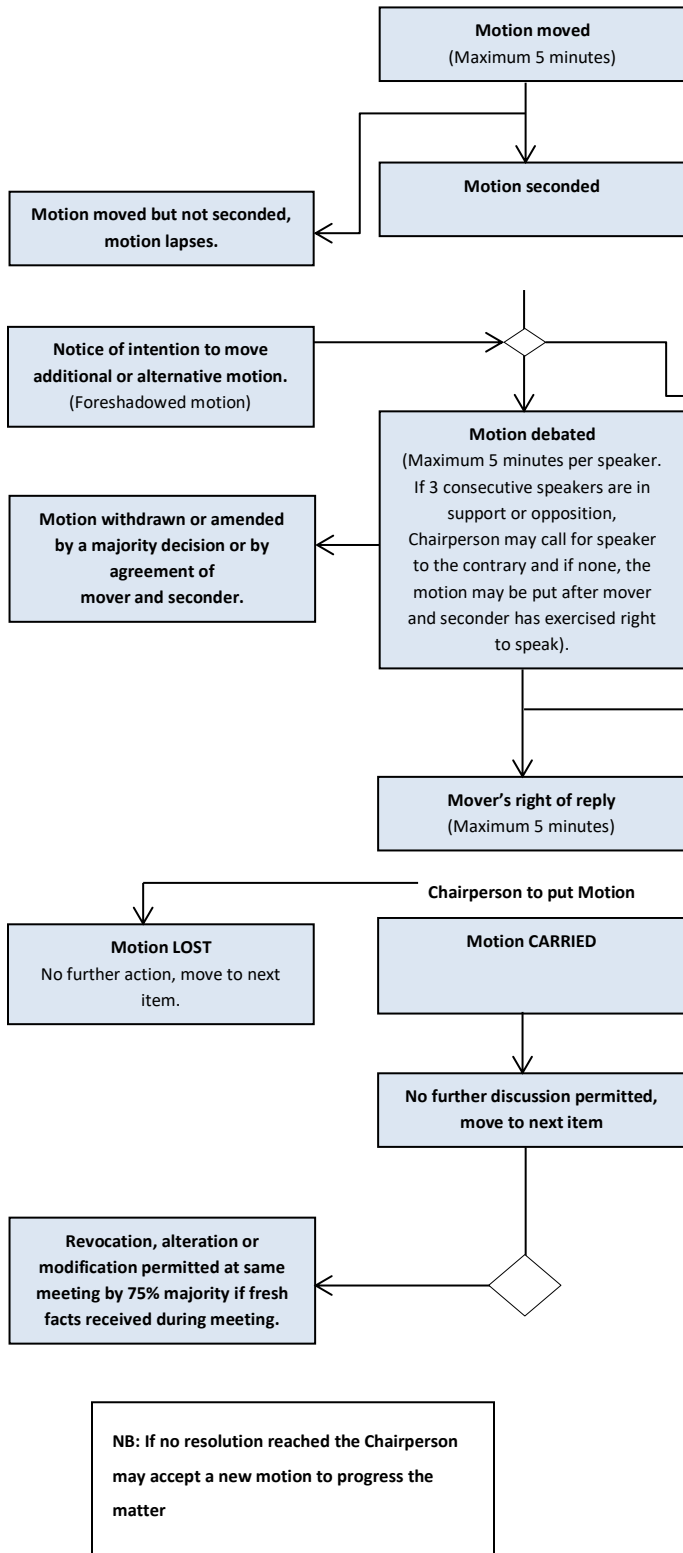 Motion moved
(Maximum 5 minutes)
Motion seconded
Motion moved but not seconded,
motion lapses.
Notice of intention to move
additional or alternative motion.
(Foreshadowed motion)
Motion debated
(Maximum 5 minutes per speaker.
If 3 consecutive speakers are in
support or opposition,
Chairperson may call for speaker
to the contrary and if none, the
motion may be put after mover
and seconder has exercised right
to speak).
Motion withdrawn or amended
by a majority decision or by
agreement of
mover and seconder.
Mover’s right of reply
(Maximum 5 minutes)
Chairperson to put Motion
Motion LOST
No further action, move to next
item.
Motion CARRIED
No further discussion permitted,
move to next item
Revocation, alteration or
modification permitted at same
meeting by 75% majority if fresh
facts received during meeting.
NB: If no resolution reached the Chairperson
may accept a new motion to progress the
matter